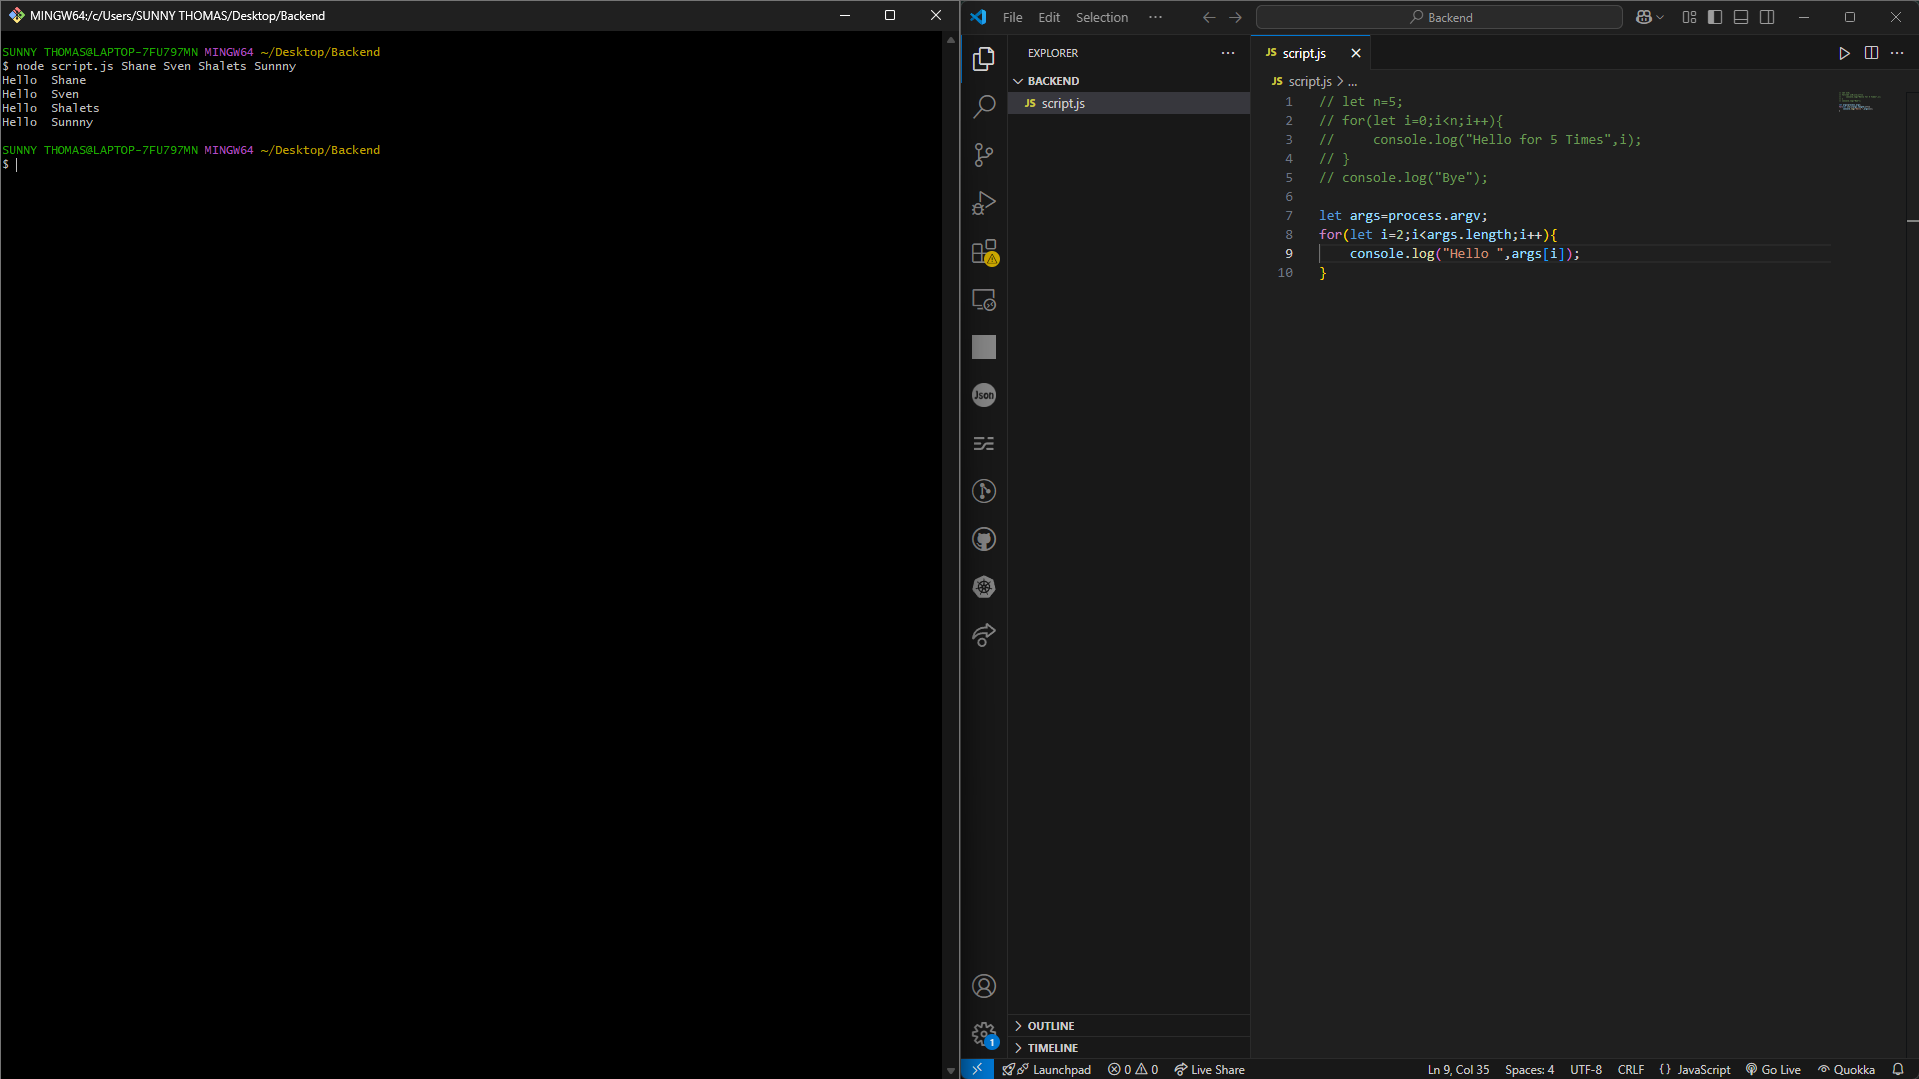 MINGW64:/c/Users/SUNNY THOMAS/Desktop/Backend
SUNNY THOMAS@LAPTOP-7FU797MN MINGW64 ~/Desktop/Backend
$ node script.js Shane Sven Shalets Sunnny
Hello  Shane
Hello  Sven
Hello  Shalets
Hello  Sunnny
SUNNY THOMAS@LAPTOP-7FU797MN MINGW64 ~/Desktop/Backend
$
File Edit Selection ···
Backend
EXPLORER ···
BACKEND
JS script.js
Json
OUTLINE
TIMELINE
JS script.js
JS script.js > ...
1 // let n=5;
2 // for(let i=0;i<n;i++){
3 //     console.log("Hello for 5 Times",i);
4 // }
5 // console.log("Bye");
6
7 let args=process.argv;
8 for(let i=2;i<args.length;i++){
9     console.log("Hello ",args[i]);
10 }
1
Launchpad 0 0 Live Share
Ln 9, Col 35 Spaces: 4 UTF-8 CRLF {} JavaScript Go Live Quokka